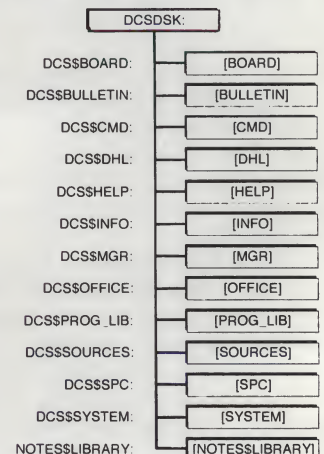 DCSDSK:
DCS$BOARD: [BOARD]
DCS$BULLETIN: [BULLETIN]
DCS$CMD: [CMD]
DCS$DHL: [DHL]
DCS$HELP: [HELP]
DCS$INFO: [INFO]
DCS$MGR: [MGR]
DCS$OFFICE: [OFFICE]
DCS$PROG_LIB: [PROG_LIB]
DCS$SOURCES: [SOURCES]
DCS$SPC: [SPC]
DCS$SYSTEM: [SYSTEM]
NOTES$LIBRARY: [NOTES$LIBRARY]